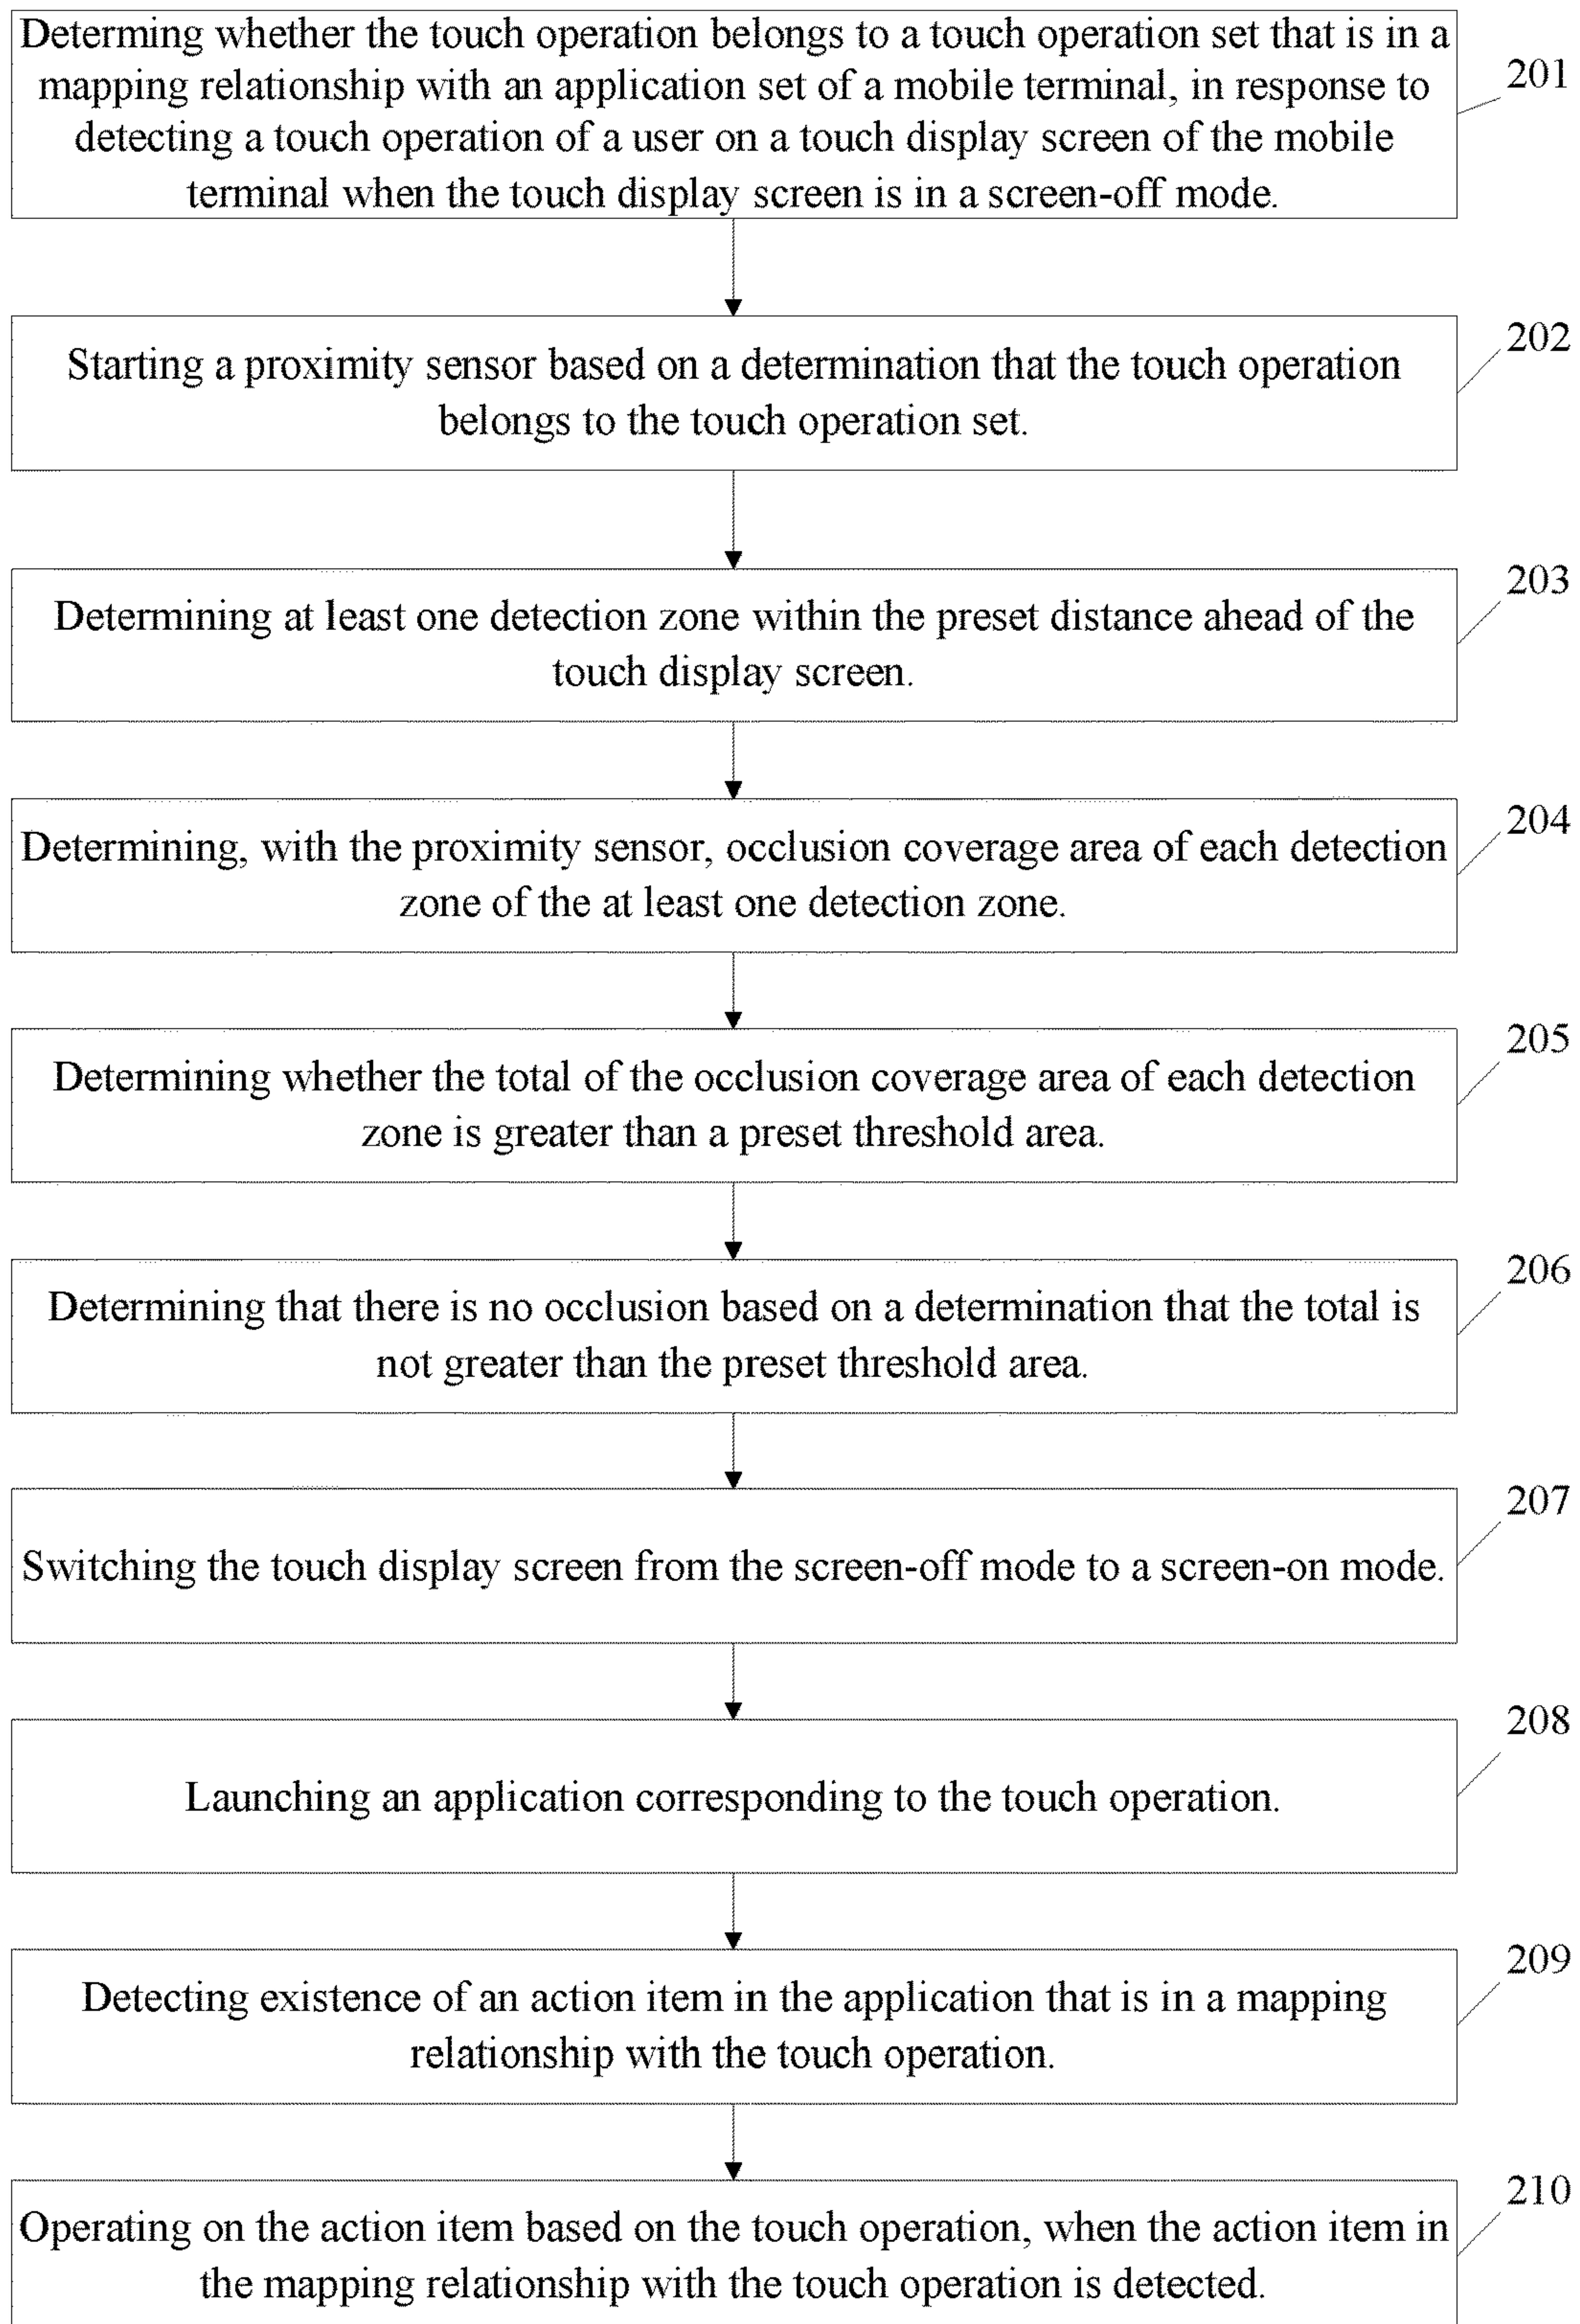 Determing whether the touch operation belongs to a touch operation set that is in a
mapping relationship with an application set of a mobile terminal, in response to
detecting a touch operation of a user on a touch display screen of the mobile
terminal when the touch display screen is in a screen-off mode.
201
Starting a proximity sensor based on a determination that the touch operation
belongs to the touch operation set.
202
Determining at least one detection zone within the preset distance ahead of the
touch display screen.
203
Determining, with the proximity sensor, occlusion coverage area of each detection
zone of the at least one detection zone.
204
Determining whether the total of the occlusion coverage area of each detection
zone is greater than a preset threshold area.
205
Determining that there is no occlusion based on a determination that the total is
not greater than the preset threshold area.
206
Switching the touch display screen from the screen-off mode to a screen-on mode.
207
Launching an application corresponding to the touch operation.
208
Detecting existence of an action item in the application that is in a mapping
relationship with the touch operation.
209
Operating on the action item based on the touch operation, when the action item in
the mapping relationship with the touch operation is detected.
210